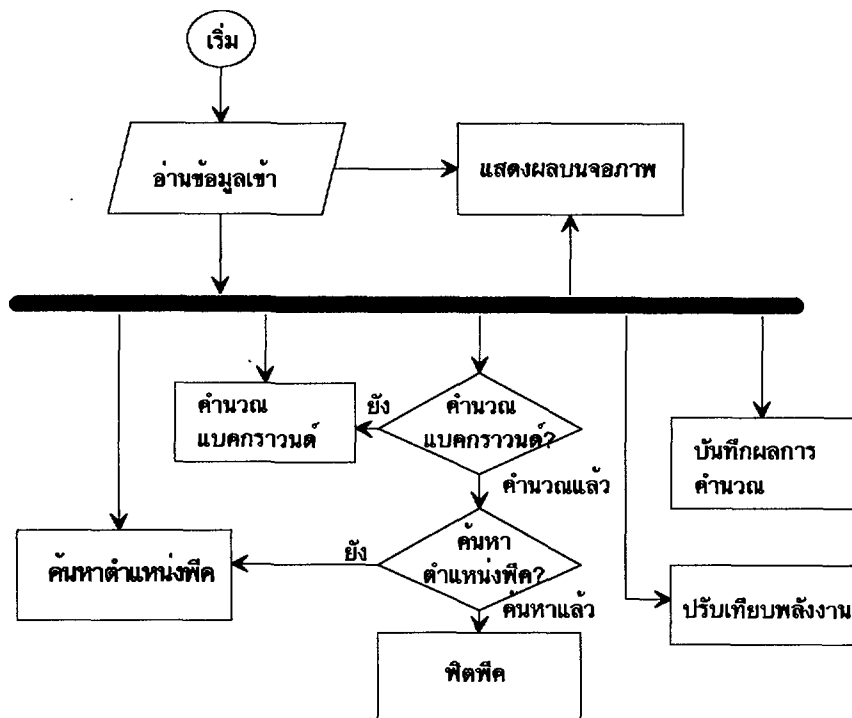 เริ่ม
อ่านข้อมูลเข้า
แสดงผลบนจอภาพ
คำนวณ
แบคกราวนด์
ยัง
คำนวณ
แบคกราวนด์?
บันทึกผลการ
คำนวณ
คำนวณแล้ว
ค้นหาตำแหน่งพีค
ยัง
ค้นหา
ตำแหน่งพีค?
ปรับเทียบพลังงาน
ค้นหาแล้ว
ฟิตพีค